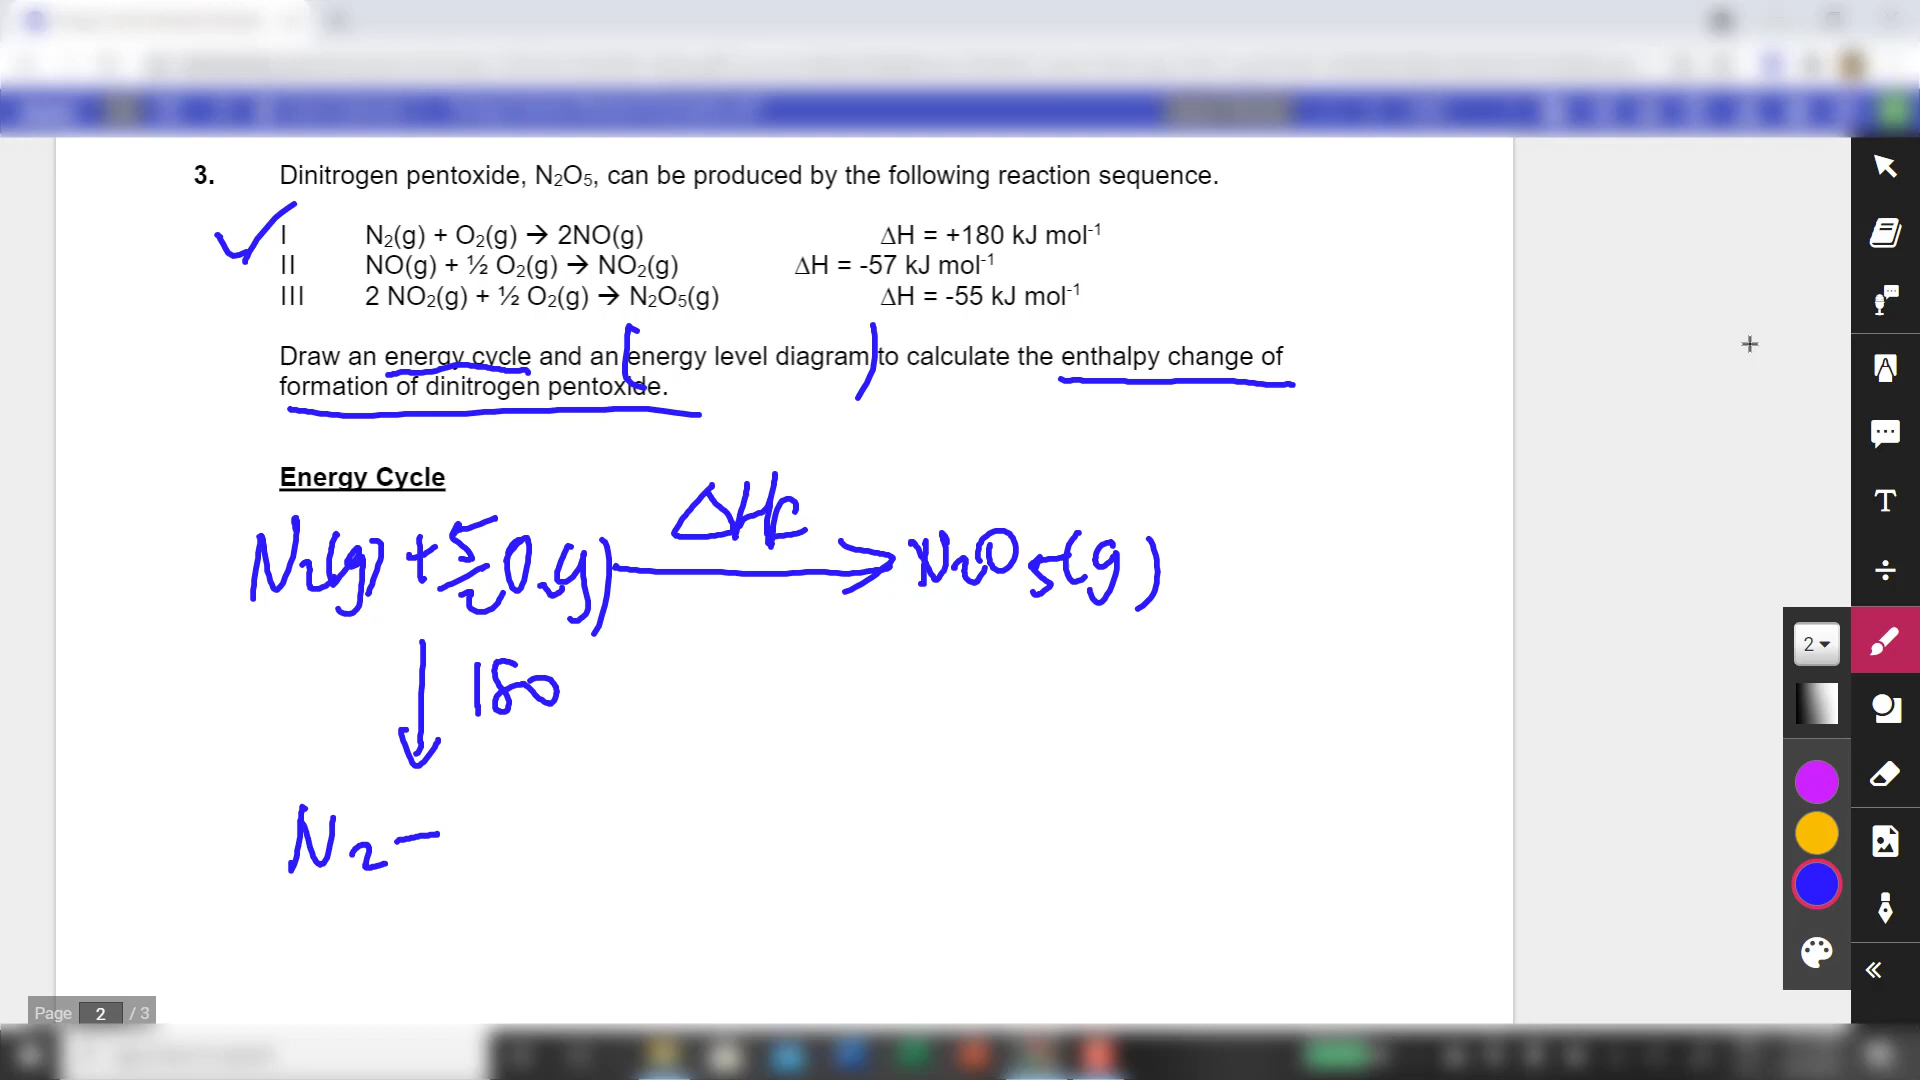 3. Dinitrogen pentoxide, N₂O₅, can be produced by the following reaction sequence.
I N₂(g) + O₂(g) → 2NO(g) ΔH = +180 kJ mol⁻¹
II NO(g) + ½ O₂(g) → NO₂(g) ΔH = -57 kJ mol⁻¹
III 2 NO₂(g) + ½ O₂(g) → N₂O₅(g) ΔH = -55 kJ mol⁻¹
Draw an energy cycle and an energy level diagram to calculate the enthalpy change of
formation of dinitrogen pentoxide.
Energy Cycle
ΔHf
N₂(g) + 5/2 O₂(g) → N₂O₅(g)
180
N₂
Page 2 / 3
2